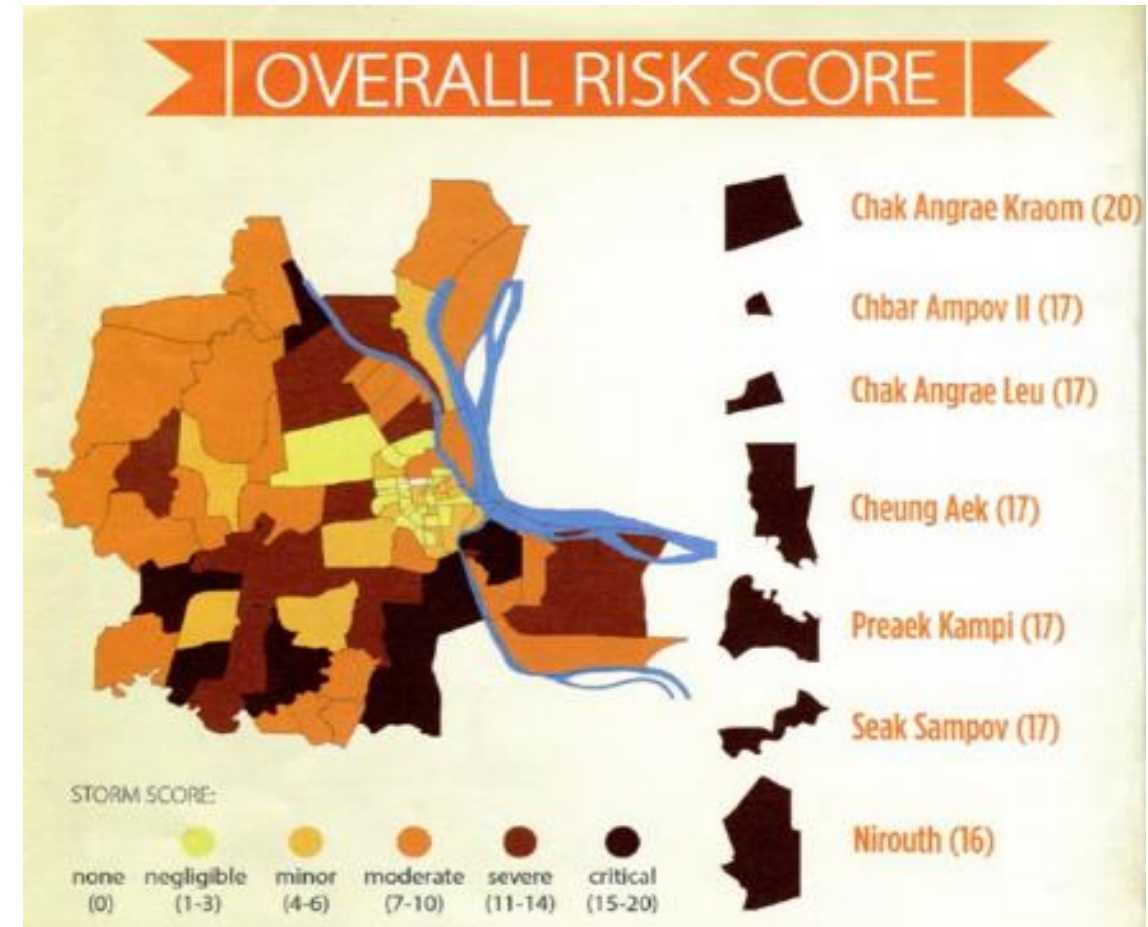 OVERALL RISK SCORE
Chak Angrae Kraom (20)
Chbar Ampov II (17)
Chak Angrae Leu (17)
Cheung Aek (17)
Preaek Kampi (17)
Seak Sampov (17)
Nirouth (16)
STORM SCORE:
none negligible minor moderate severe critical
(0) (1-3) (4-6) (7-10) (11-14) (15-20)